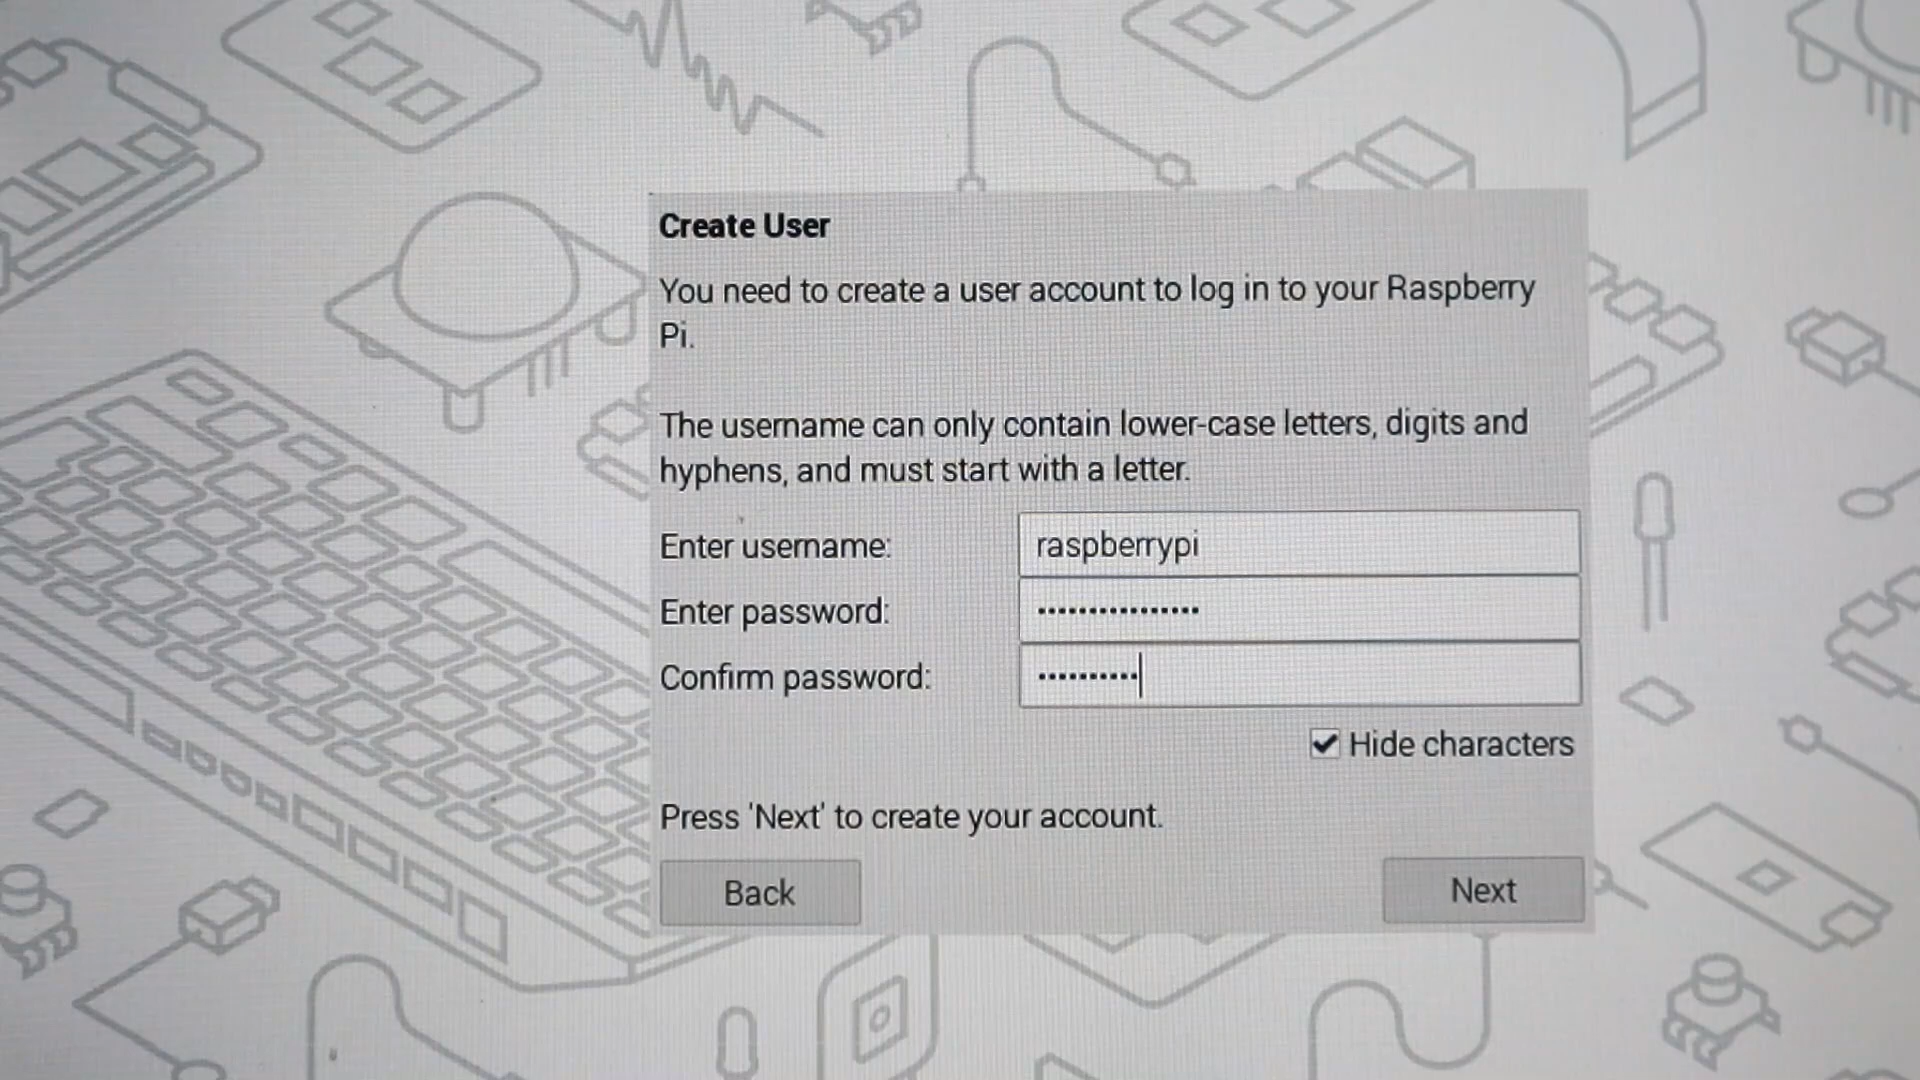 Create User
You need to create a user account to log in to your Raspberry
Pi.
The username can only contain lower-case letters, digits and
hyphens, and must start with a letter.
Enter username: raspberrypi
Enter password: ••••••••••••••••
Confirm password: ••••••••••
Hide characters
Press 'Next' to create your account.
Back Next